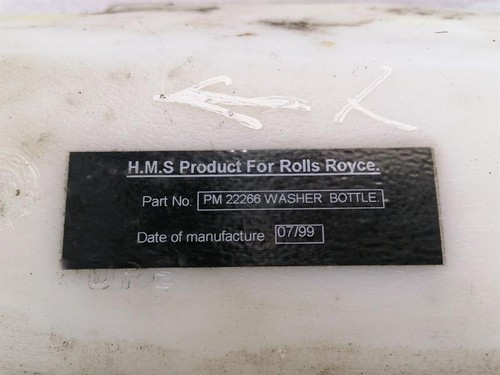 H.M.S Product For Rolls Royce.
Part No. PM 22266 WASHER BOTTLE.
Date of manufacture 07/99